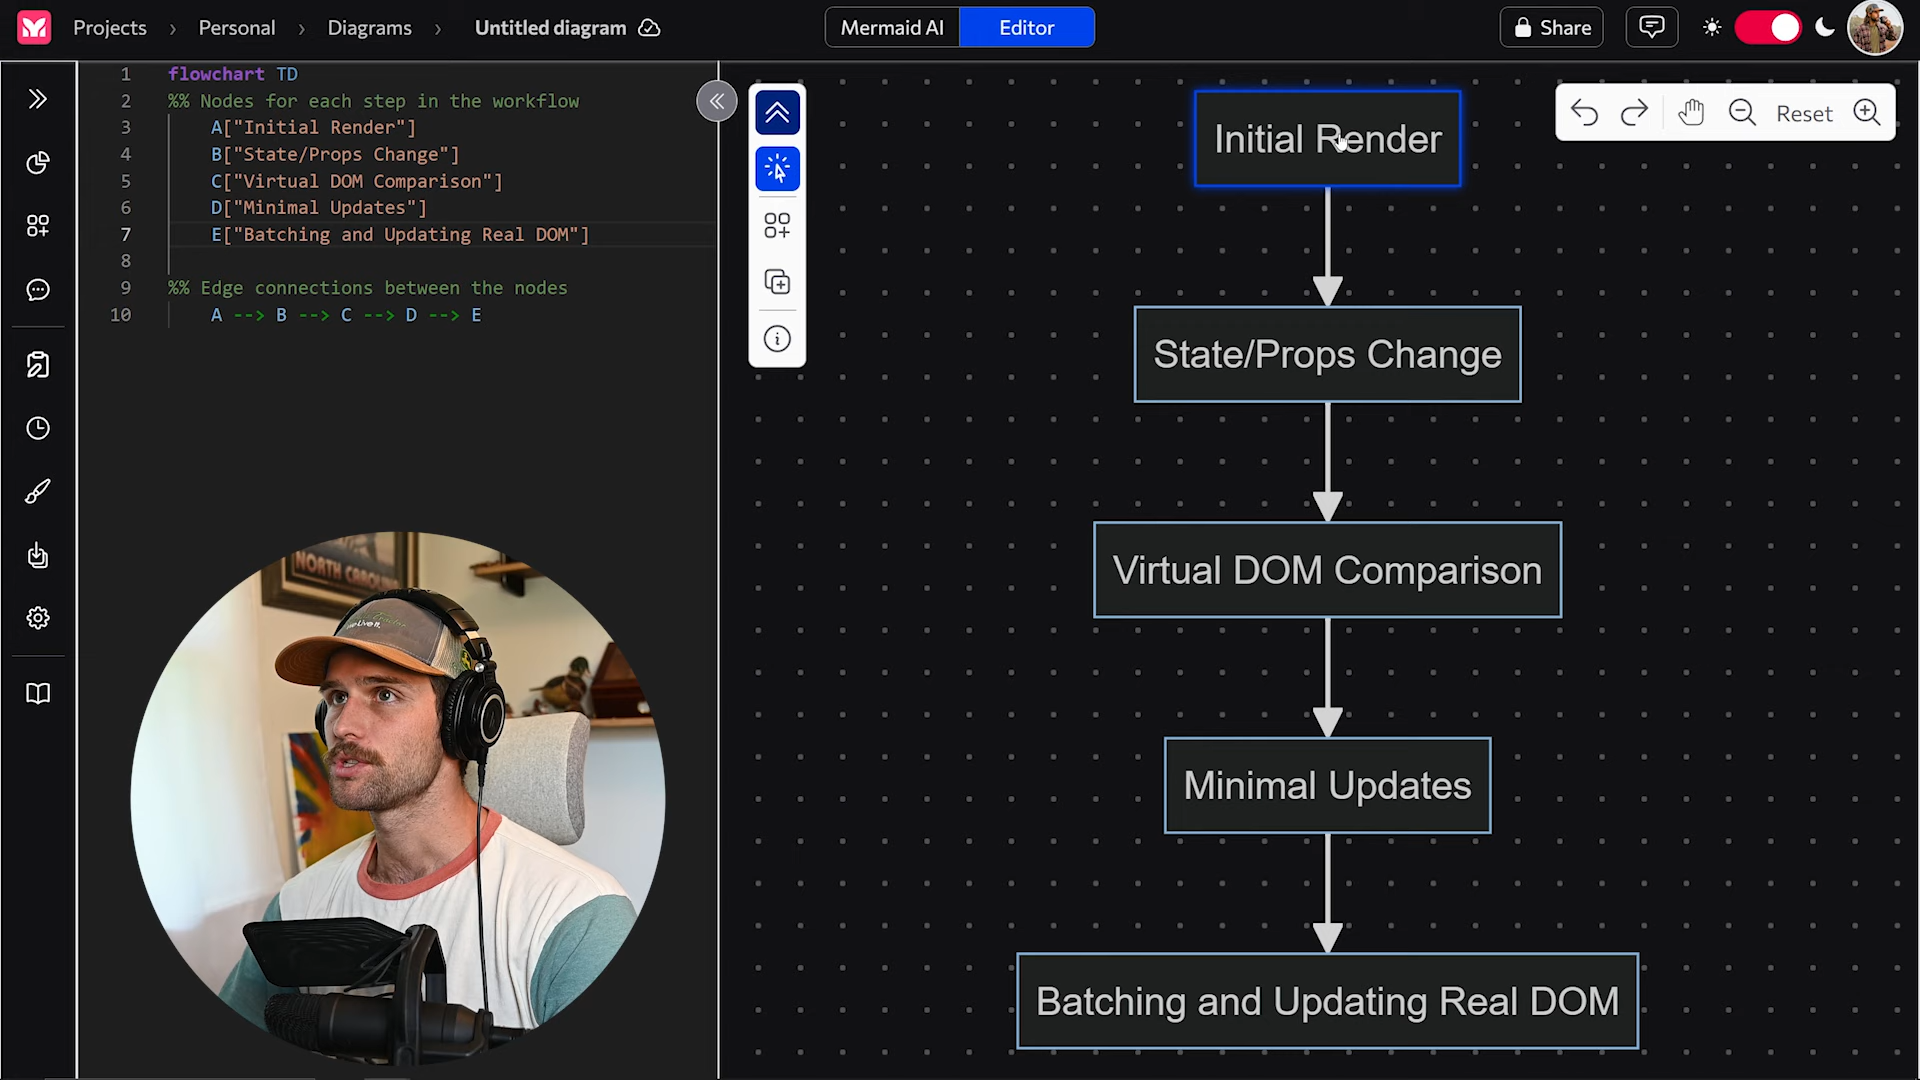 Projects › Personal › Diagrams › Untitled diagram
Mermaid AI
Editor
Share
1 flowchart TD
2 %% Nodes for each step in the workflow
3 A["Initial Render"]
4 B["State/Props Change"]
5 C["Virtual DOM Comparison"]
6 D["Minimal Updates"]
7 E["Batching and Updating Real DOM"]
8
9 %% Edge connections between the nodes
10 A --> B --> C --> D --> E
Reset
Initial Render
State/Props Change
Virtual DOM Comparison
Minimal Updates
Batching and Updating Real DOM
NORTH CAROLINA